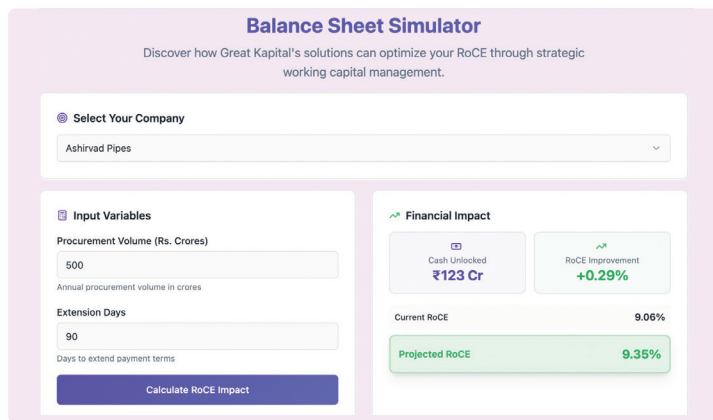 Balance Sheet Simulator
Discover how Great Kapital's solutions can optimize your RoCE through strategic
working capital management.
Select Your Company
Ashirvad Pipes
Input Variables
Procurement Volume (Rs. Crores)
500
Annual procurement volume in crores
Extension Days
90
Days to extend payment terms
Calculate RoCE Impact
Financial Impact
Cash Unlocked
₹123 Cr
RoCE Improvement
+0.29%
Current RoCE 9.06%
Projected RoCE 9.35%